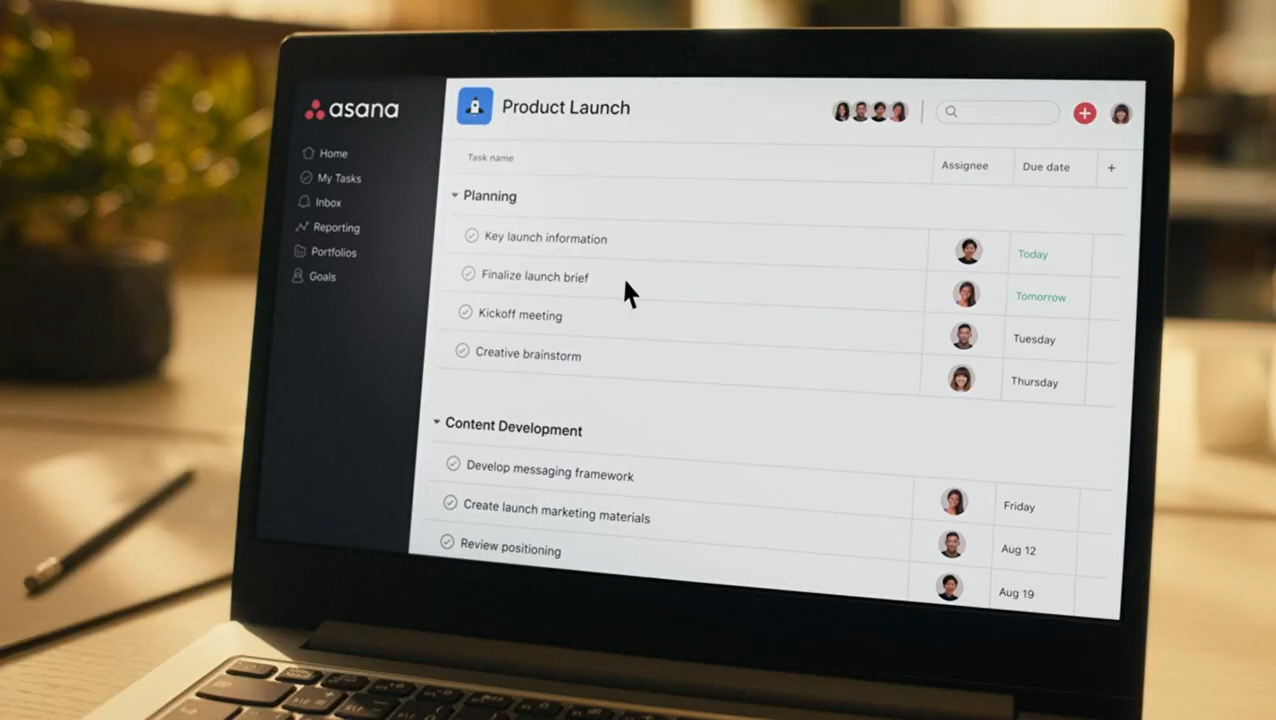 asana
Home
My Tasks
Inbox
Reporting
Portfolios
Goals
Product Launch
Task name Assignee Due date +
Planning
Key launch information Today
Finalize launch brief Tomorrow
Kickoff meeting Tuesday
Creative brainstorm Thursday
Content Development
Develop messaging framework Friday
Create launch marketing materials Aug 12
Review positioning Aug 19